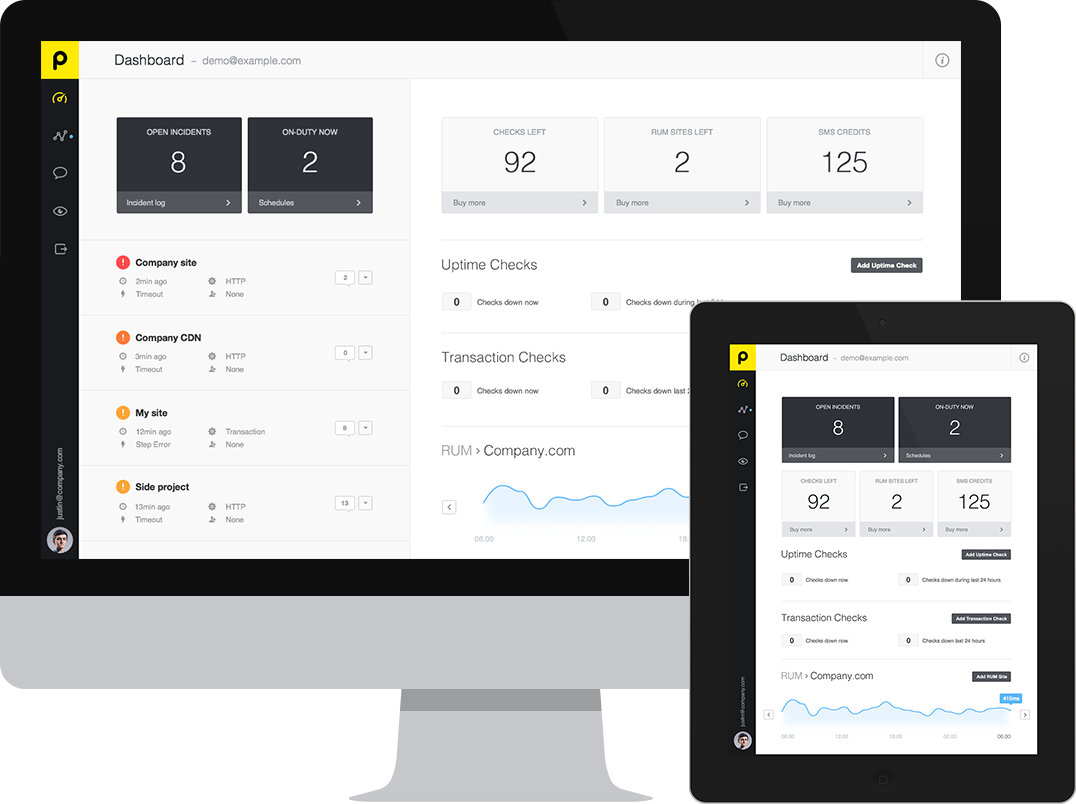 p
Dashboard – demo@example.com
OPEN INCIDENTS
8
Incident log
ON-DUTY NOW
2
Schedules
Company site
2min ago
HTTP
Timeout
None
2
Company CDN
3min ago
HTTP
Timeout
None
0
My site
12min ago
Transaction
Step Error
None
8
Side project
13min ago
HTTP
Timeout
None
13
justin@company.com
CHECKS LEFT
92
Buy more
RUM SITES LEFT
2
Buy more
SMS CREDITS
125
Buy more
Uptime Checks
Add Uptime Check
0 Checks down now
0 Checks down during last
Transaction Checks
0 Checks down now
0 Checks down last
RUM › Company.com
06.00 12.00 18.
p
Dashboard – demo@example.com
OPEN INCIDENTS
8
Incident log
ON-DUTY NOW
2
Schedules
CHECKS LEFT
92
Buy more
RUM SITES LEFT
2
Buy more
SMS CREDITS
125
Buy more
Uptime Checks
Add Uptime Check
0 Checks down now
0 Checks down during last 24 hours
Transaction Checks
Add Transaction Check
0 Checks down now
0 Checks down last 24 hours
RUM › Company.com
Add RUM Site
415ms
06.00 12.00 18.00 00.00 06.00
justin@company.com